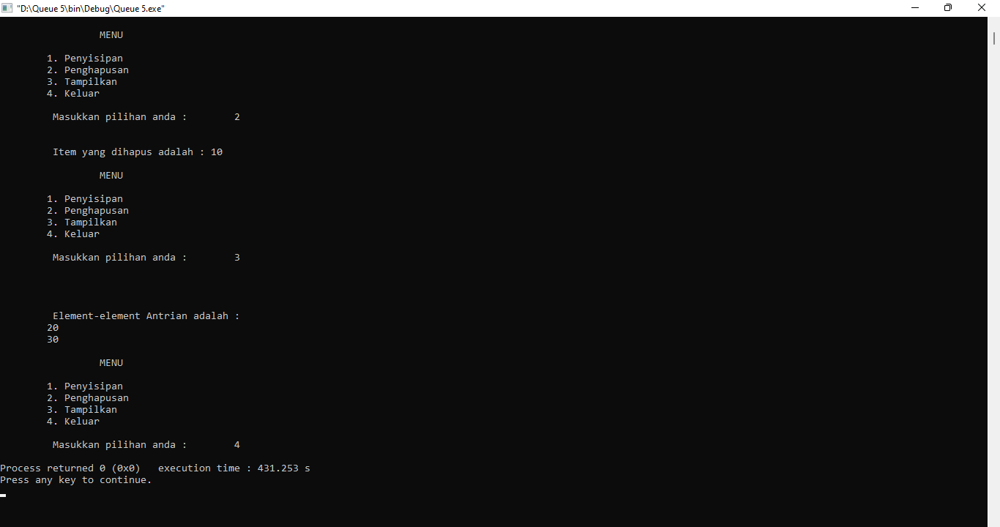 "D:\Queue 5\bin\Debug\Queue 5.exe"
MENU
1. Penyisipan
2. Penghapusan
3. Tampilkan
4. Keluar
Masukkan pilihan anda : 2
Item yang dihapus adalah : 10
MENU
1. Penyisipan
2. Penghapusan
3. Tampilkan
4. Keluar
Masukkan pilihan anda : 3
Element-element Antrian adalah :
20
30
MENU
1. Penyisipan
2. Penghapusan
3. Tampilkan
4. Keluar
Masukkan pilihan anda : 4
Process returned 0 (0x0)   execution time : 431.253 s
Press any key to continue.